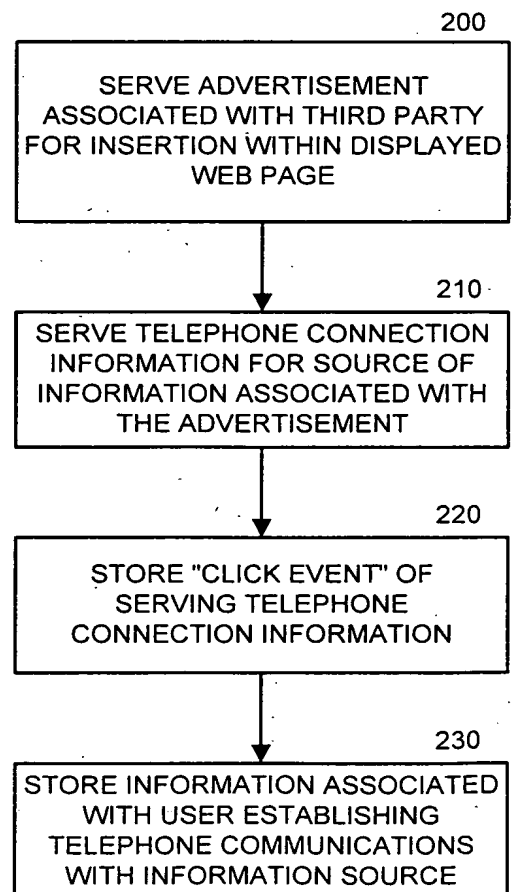 200
SERVE ADVERTISEMENT
ASSOCIATED WITH THIRD PARTY
FOR INSERTION WITHIN DISPLAYED
WEB PAGE
210
SERVE TELEPHONE CONNECTION
INFORMATION FOR SOURCE OF
INFORMATION ASSOCIATED WITH
THE ADVERTISEMENT
220
STORE "CLICK EVENT" OF
SERVING TELEPHONE
CONNECTION INFORMATION
230
STORE INFORMATION ASSOCIATED
WITH USER ESTABLISHING
TELEPHONE COMMUNICATIONS
WITH INFORMATION SOURCE